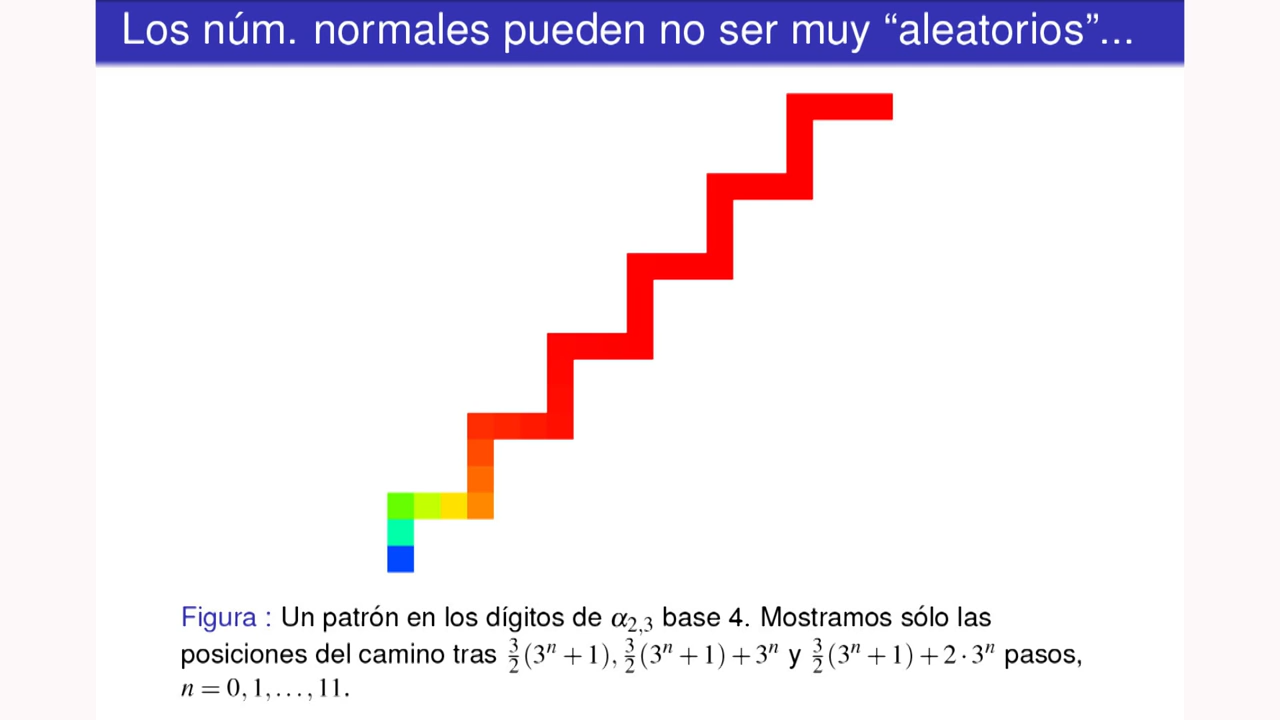 Los núm. normales pueden no ser muy “aleatorios”...
Figura : Un patrón en los dígitos de α₂,₃ base 4. Mostramos sólo las
posiciones del camino tras 3/2(3ⁿ + 1), 3/2(3ⁿ + 1) + 3ⁿ y 3/2(3ⁿ + 1) + 2 · 3ⁿ pasos,
n = 0, 1, . . . , 11.